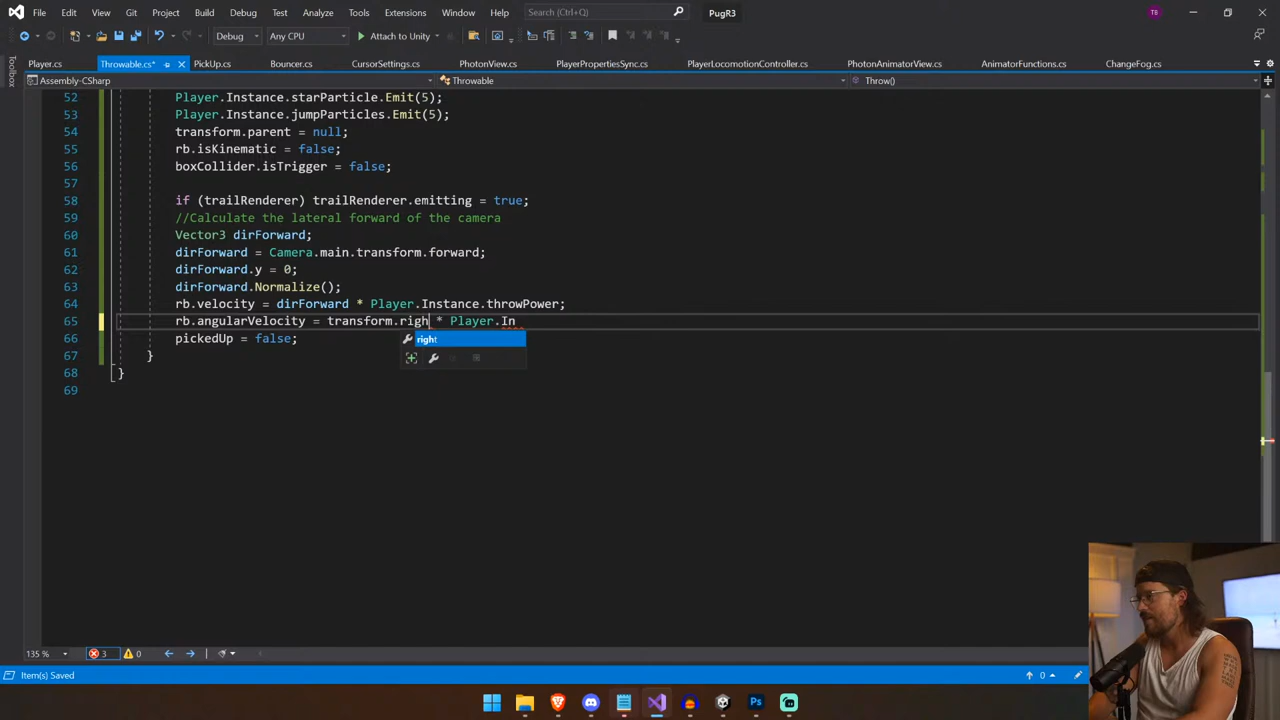 File Edit View Git Project Build Debug Test Analyze Tools Extensions Window Help Search (Ctrl+Q) PugR3 TB
Debug Any CPU Attach to Unity
Toolbox
Player.cs Throwable.cs* PickUp.cs Bouncer.cs CursorSettings.cs PhotonView.cs PlayerPropertiesSync.cs PlayerLocomotionController.cs PhotonAnimatorView.cs AnimatorFunctions.cs ChangeFog.cs
Assembly-CSharp Throwable Throw()
52 Player.Instance.starParticle.Emit(5);
53 Player.Instance.jumpParticles.Emit(5);
54 transform.parent = null;
55 rb.isKinematic = false;
56 boxCollider.isTrigger = false;
57
58 if (trailRenderer) trailRenderer.emitting = true;
59 //Calculate the lateral forward of the camera
60 Vector3 dirForward;
61 dirForward = Camera.main.transform.forward;
62 dirForward.y = 0;
63 dirForward.Normalize();
64 rb.velocity = dirForward * Player.Instance.throwPower;
65 rb.angularVelocity = transform.righ * Player.In
right
66 pickedUp = false;
67 }
68 }
69
135 % 3 0
Item(s) Saved 0